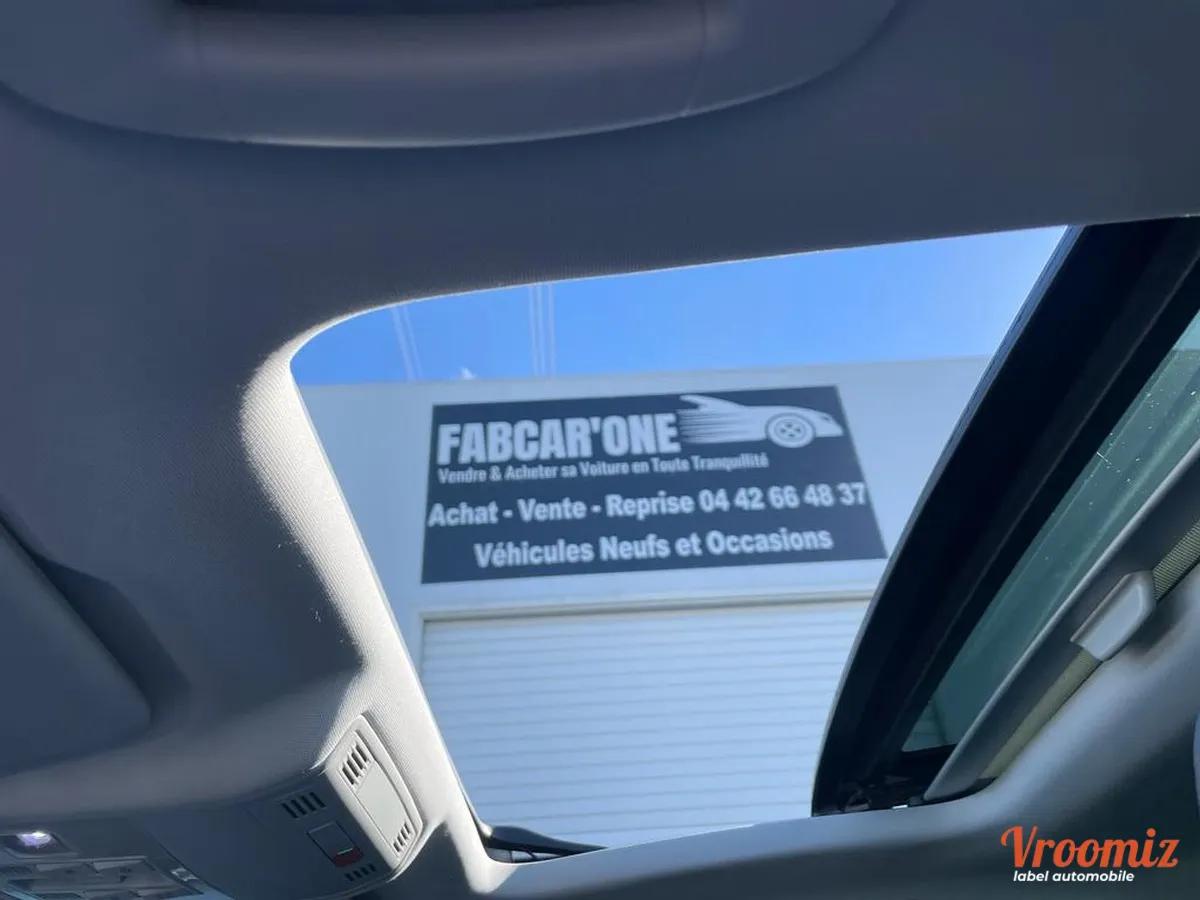 FABCAR'ONE
Vendre & Acheter sa Voiture en Toute Tranquillité
Achat - Vente - Reprise 04 42 66 48 37
Véhicules Neufs et Occasions
Vroomiz
label automobile